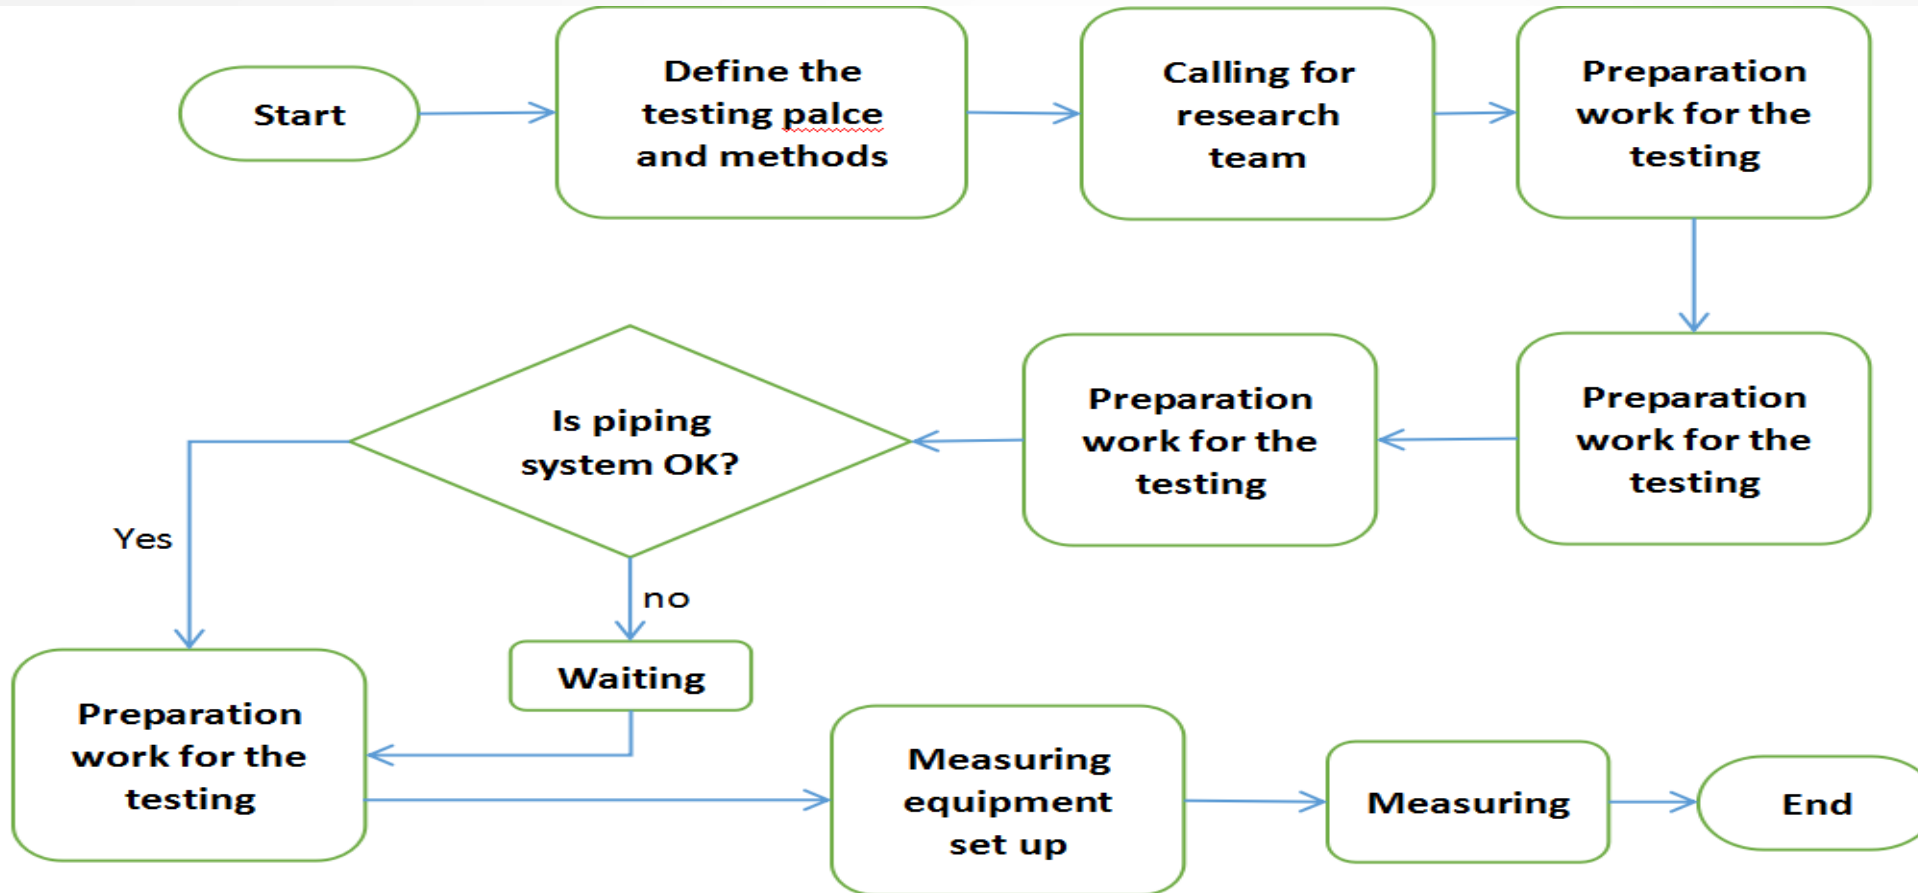 Start
Define the
testing palce
and methods
Calling for
research
team
Preparation
work for the
testing
Preparation
work for the
testing
Preparation
work for the
testing
Is piping
system OK?
Yes
no
Waiting
Preparation
work for the
testing
Measuring
equipment
set up
Measuring
End